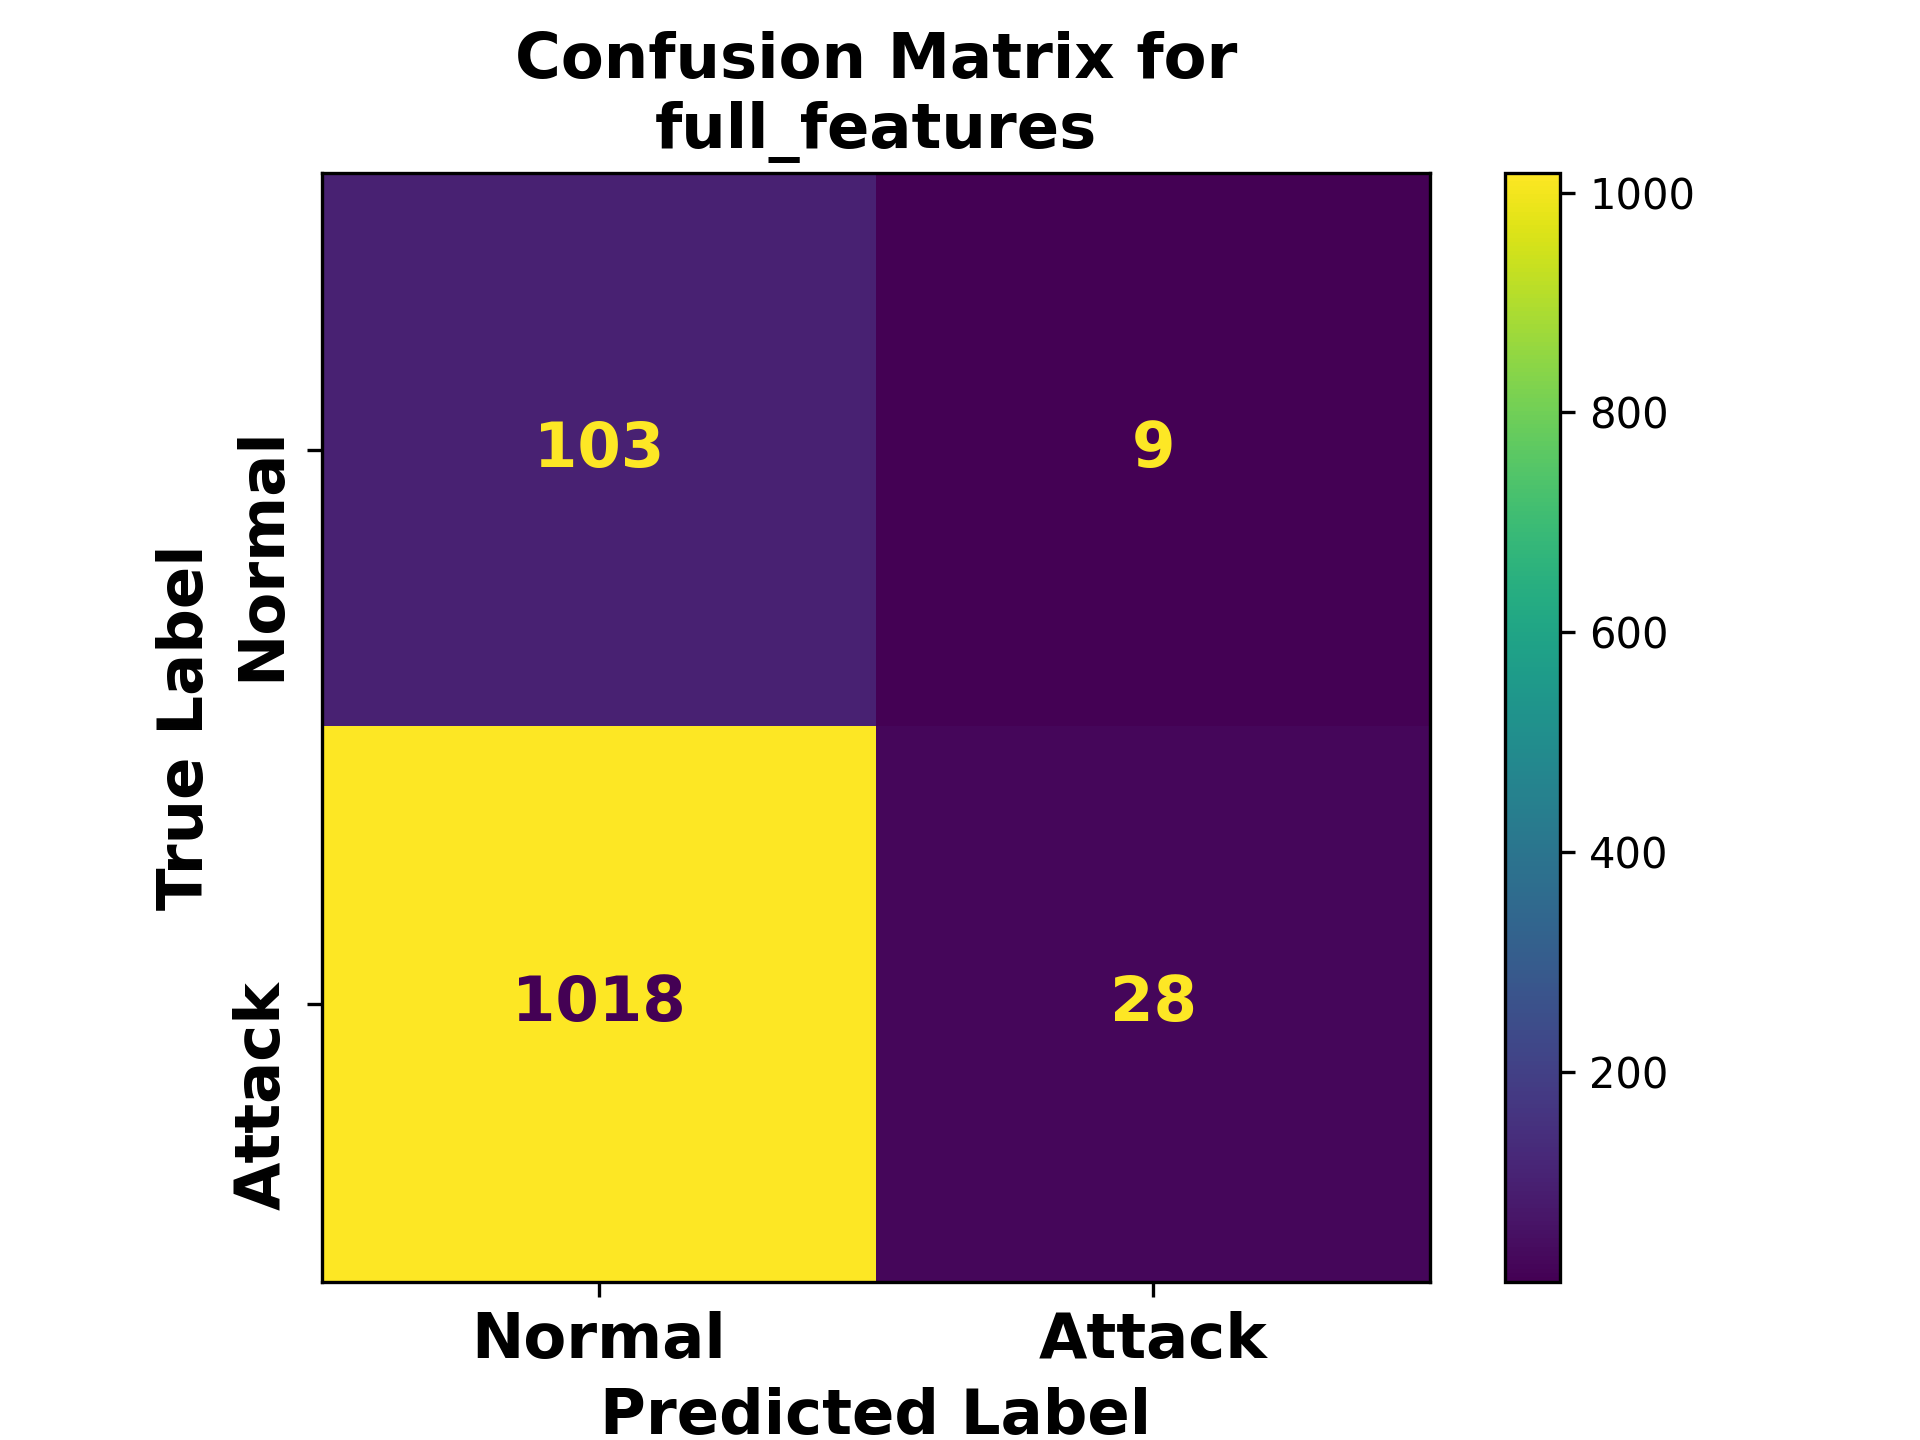 Confusion Matrix for
full_features
True Label
Normal
Attack
103
9
1018
28
Normal
Attack
Predicted Label
1000
800
600
400
200